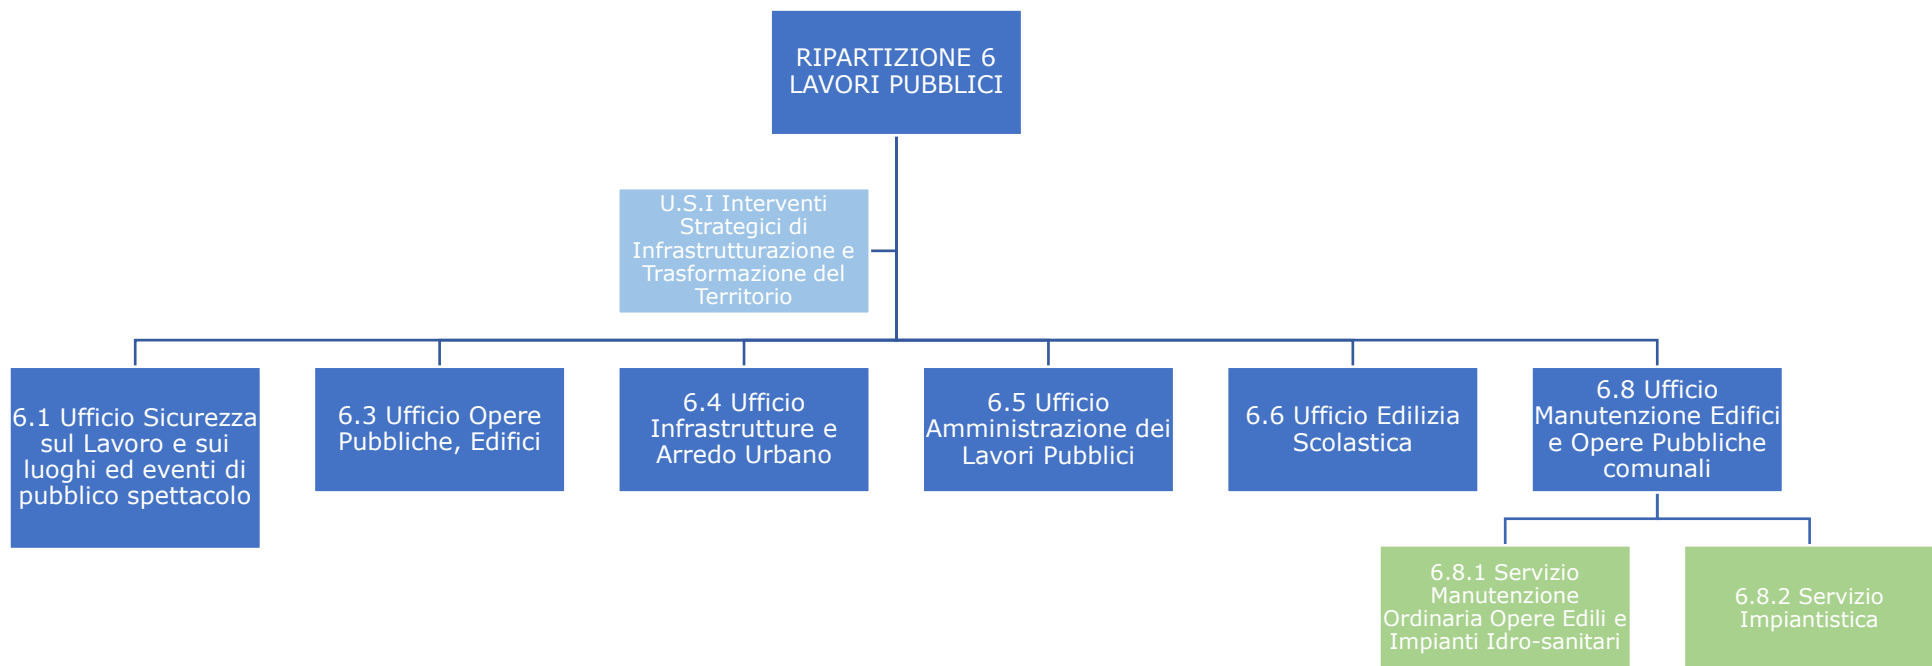 RIPARTIZIONE 6
LAVORI PUBBLICI
U.S.I Interventi
Strategici di
Infrastrutturazione e
Trasformazione del
Territorio
6.1 Ufficio Sicurezza
sul Lavoro e sui
luoghi ed eventi di
pubblico spettacolo
6.3 Ufficio Opere
Pubbliche, Edifici
6.4 Ufficio
Infrastrutture e
Arredo Urbano
6.5 Ufficio
Amministrazione dei
Lavori Pubblici
6.6 Ufficio Edilizia
Scolastica
6.8 Ufficio
Manutenzione Edifici
e Opere Pubbliche
comunali
6.8.1 Servizio
Manutenzione
Ordinaria Opere Edili e
Impianti Idro-sanitari
6.8.2 Servizio
Impiantistica